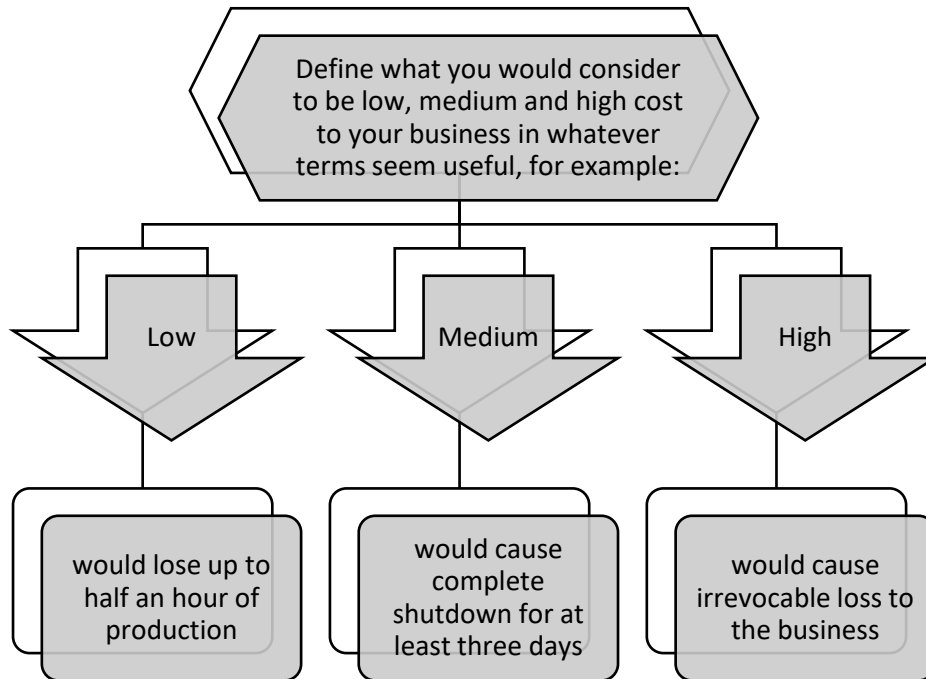 Define what you would consider
to be low, medium and high cost
to your business in whatever
terms seem useful, for example:
Low
Medium
High
would lose up to
half an hour of
production
would cause
complete
shutdown for at
least three days
would cause
irrevocable loss to
the business